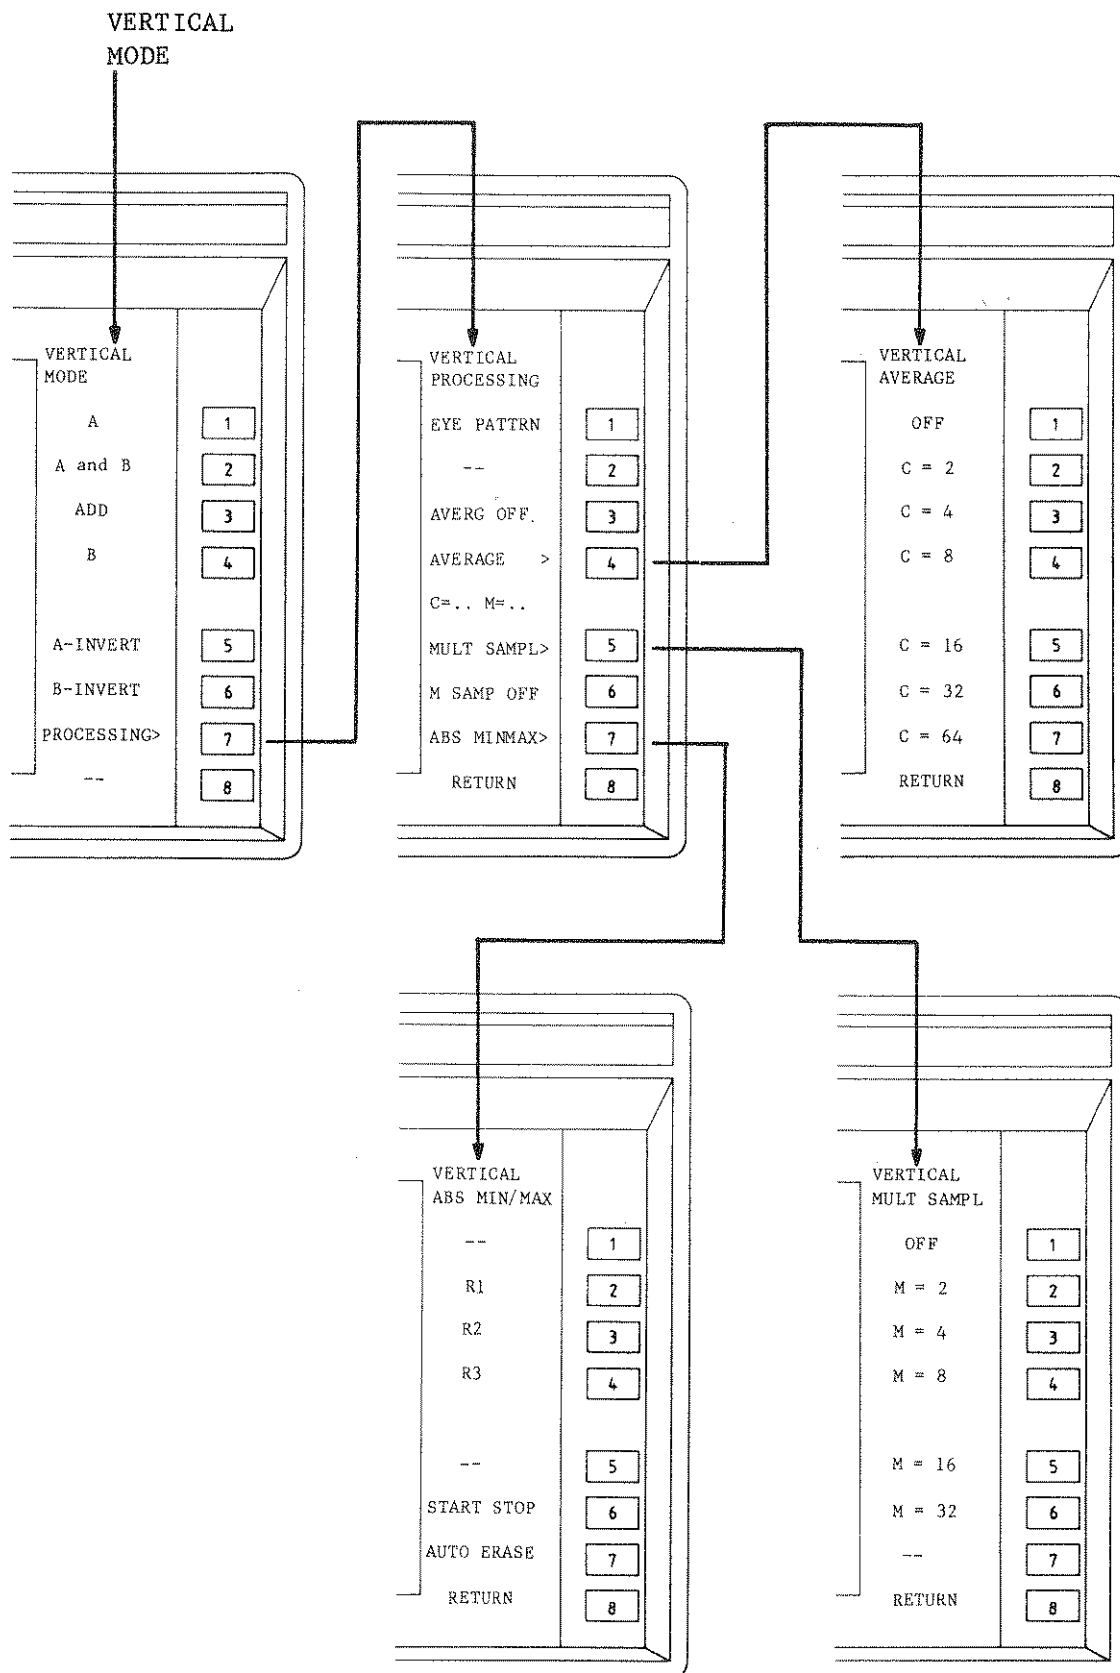 VERTICAL
MODE
VERTICAL
MODE
A 1
A and B 2
ADD 3
B 4
A-INVERT 5
B-INVERT 6
PROCESSING> 7
-- 8
VERTICAL
PROCESSING
EYE PATTRN 1
-- 2
AVERG OFF. 3
AVERAGE > 4
C=.. M=..
MULT SAMPL> 5
M SAMP OFF 6
ABS MINMAX> 7
RETURN 8
VERTICAL
AVERAGE
OFF 1
C = 2 2
C = 4 3
C = 8 4
C = 16 5
C = 32 6
C = 64 7
RETURN 8
VERTICAL
ABS MIN/MAX
-- 1
R1 2
R2 3
R3 4
-- 5
START STOP 6
AUTO ERASE 7
RETURN 8
VERTICAL
MULT SAMPL
OFF 1
M = 2 2
M = 4 3
M = 8 4
M = 16 5
M = 32 6
-- 7
RETURN 8